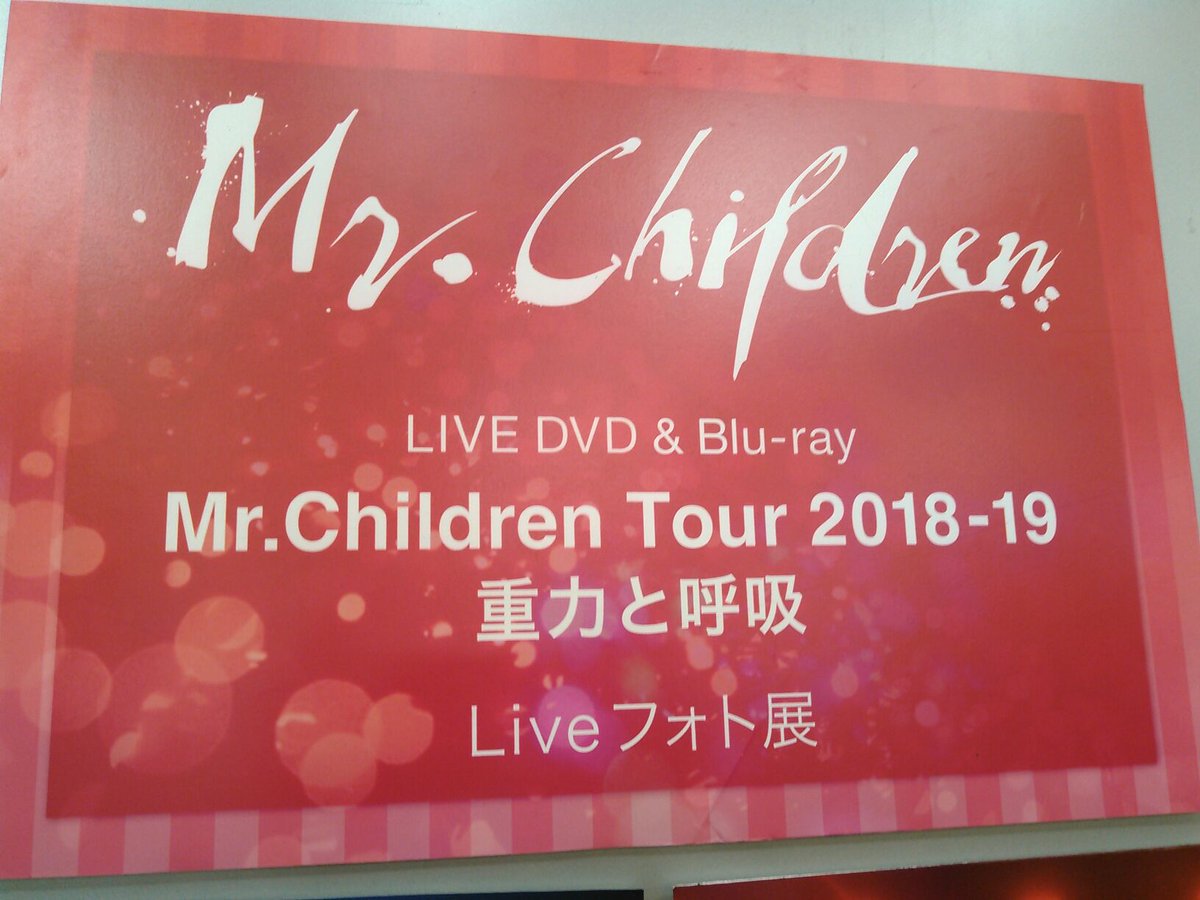 Mr. Children
LIVE DVD & Blu-ray
Mr.Children Tour 2018-19
重力と呼吸
Liveフォト展